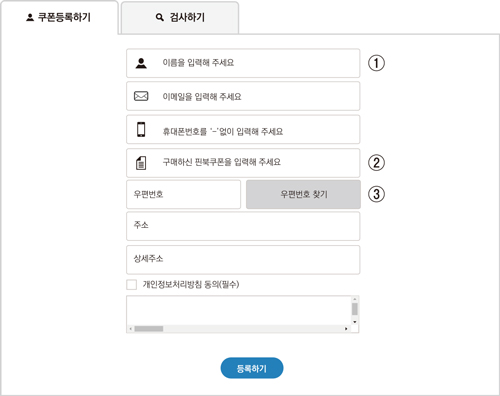 쿠폰등록하기
검사하기
이름을 입력해 주세요 ①
이메일을 입력해 주세요
휴대폰번호를 '-'없이 입력해 주세요
구매하신 핀북쿠폰을 입력해 주세요 ②
우편번호 우편번호 찾기 ③
주소
상세주소
개인정보처리방침 동의(필수)
등록하기